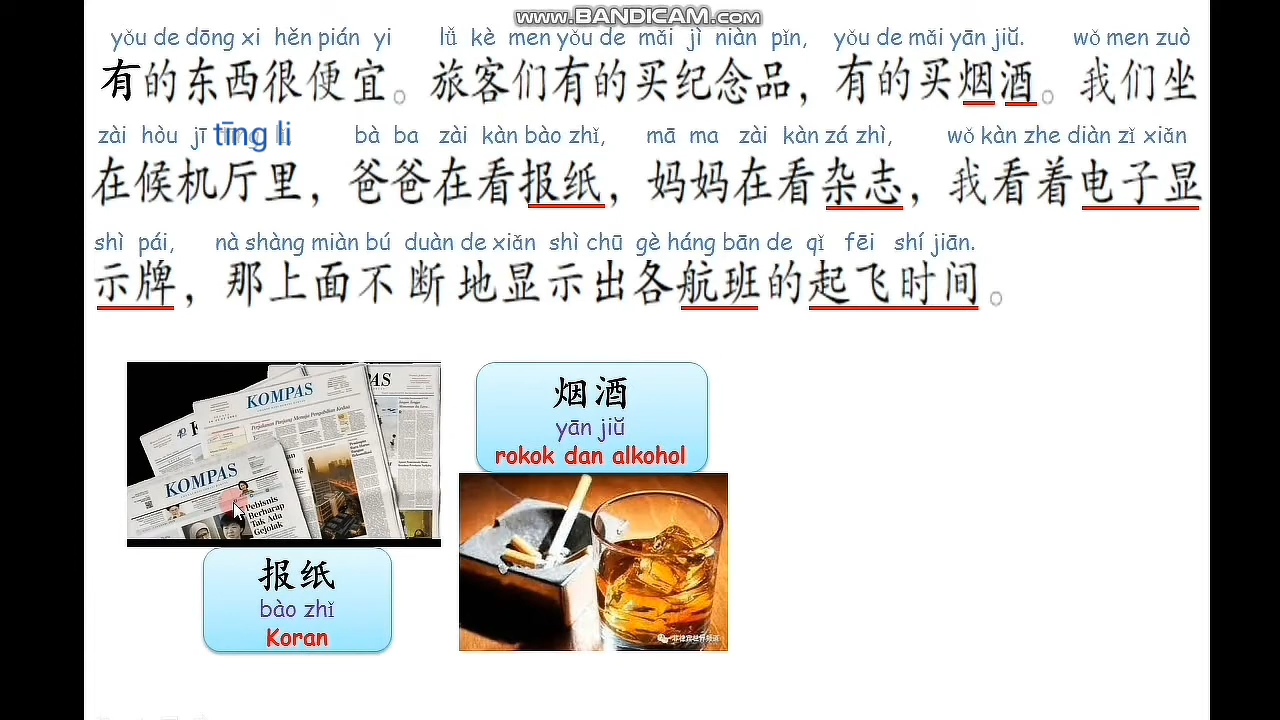 www.BANDICAM.com
yǒu de dōng xi hěn pián yi lǚ kè men yǒu de mǎi jì niàn pǐn, yǒu de mǎi yān jiǔ. wǒ men zuò
有的东西很便宜。旅客们有的买纪念品，有的买烟酒。我们坐
zài hòu jī tīng li bà ba zài kàn bào zhǐ, mā ma zài kàn zá zhì, wǒ kàn zhe diàn zǐ xiǎn
在候机厅里，爸爸在看报纸，妈妈在看杂志，我看着电子显
shì pái, nà shàng miàn bú duàn de xiǎn shì chū gè háng bān de qǐ fēi shí jiān.
示牌，那上面不断地显示出各航班的起飞时间。
KOMPAS
KOMPAS
Pebisnis
Berharap
Tak Ada
Gejolak
烟酒
yān jiǔ
rokok dan alkohol
报纸
bào zhǐ
Koran